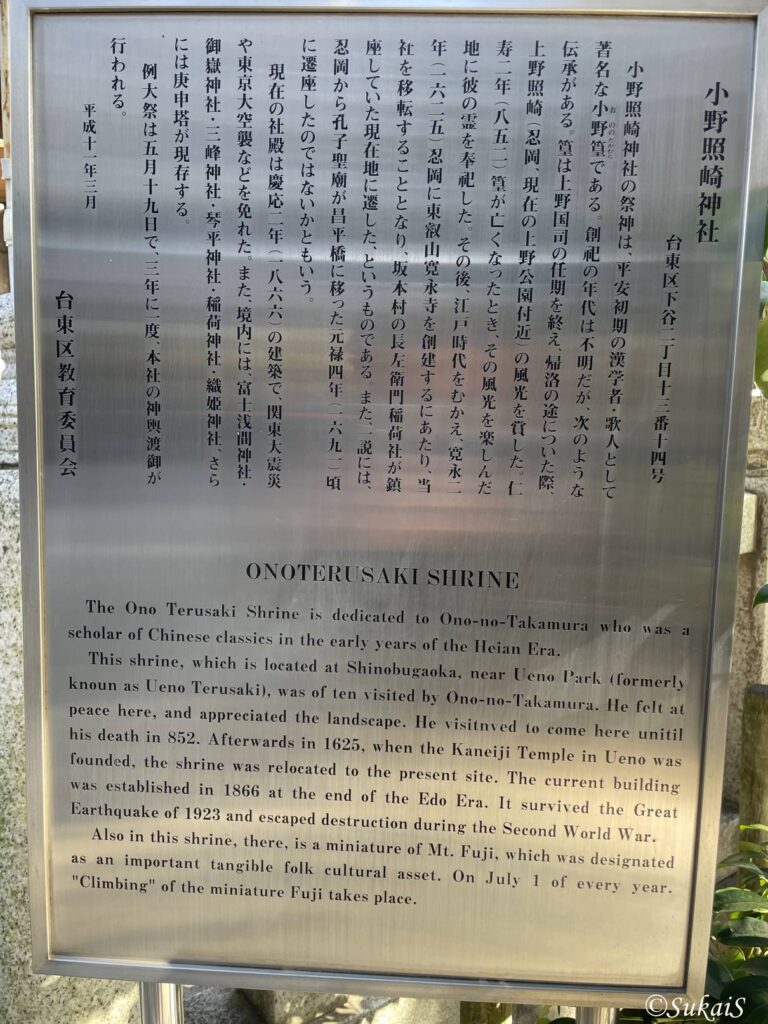 小野照崎神社
台東区下谷二丁目十三番十四号
小野照崎神社の祭神は、平安初期の漢学者・歌人として
著名な小野篁である。創祀の年代は不明だが、次のような
おののたかむら
伝承がある。篁は上野国司の任期を終え、帰洛の途についた際、
上野照崎(忍岡、現在の上野公園付近)の風光を賞した。仁
寿二年(八五二)篁が亡くなったとき、その風光を楽しんだ
地に彼の霊を奉祀した。その後、江戸時代をむかえ、寛永二
年(一六二五)忍岡に東叡山寛永寺を創建するにあたり、当
社を移転することとなり、坂本村の長左衛門稲荷社が鎮
座していた現在地に遷した、というものである。また、一説には、
忍岡から孔子聖廟が昌平橋に移った元禄四年(一六九一)頃
に遷座したのではないかともいう。
現在の社殿は慶応二年(一八六六)の建築で、関東大震災
や東京大空襲などを免れた。また、境内には、富士浅間神社・
御嶽神社・三峰神社・琴平神社・稲荷神社・織姫神社、さら
には庚申塔が現存する。
例大祭は五月十九日で、三年に一度、本社の神輿渡御が
行われる。
平成十一年三月
台東区教育委員会
ONOTERUSAKI SHRINE
The Ono Terusaki Shrine is dedicated to Ono-no-Takamura who was a
scholar of Chinese classics in the early years of the Heian Era.
This shrine, which is located at Shinobugaoka, near Ueno Park (formerly
knoun as Ueno Terusaki), was of ten visited by Ono-no-Takamura. He felt at
peace here, and appreciated the landscape. He visitnved to come here unitil
his death in 852. Afterwards in 1625, when the Kaneiji Temple in Ueno was
founded, the shrine was relocated to the present site. The current building
was established in 1866 at the end of the Edo Era. It survived the Great
Earthquake of 1923 and escaped destruction during the Second World War.
Also in this shrine, there, is a miniature of Mt. Fuji, which was designated
as an important tangible folk cultural asset. On July 1 of every year.
"Climbing" of the miniature Fuji takes place.
©SukaiS